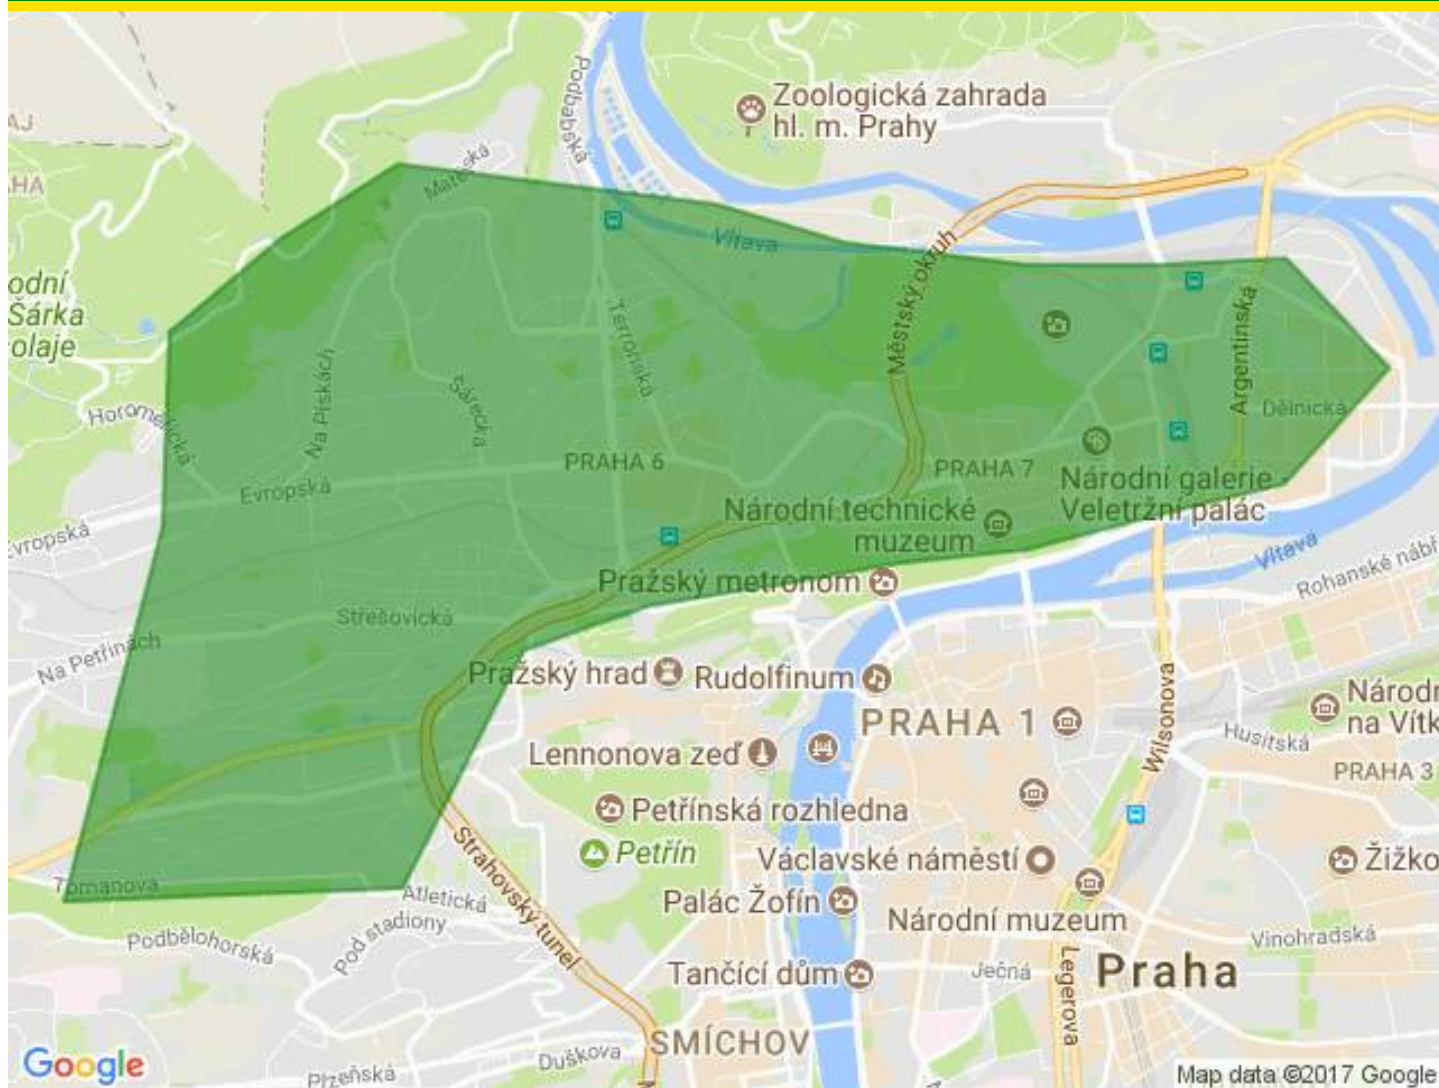 Podbabská
Zoologická zahrada
hl. m. Prahy
AJ
AHA
Matejská
Vltava
Městský okruh
odní
Šárka
olaje
Terronská
Argentinská
Na Pískách
Šárecká
Horoměřická
Dělnická
PRAHA 6
PRAHA 7
Evropská
Národní galerie
Veletržní palác
Národní technické
muzeum
Evropská
Vltava
Rohanské nábř
Pražský metronom
Střešovická
Na Petřinách
Pražský hrad
Rudolfinum
Wilsonova
Národn
na Vítk
PRAHA 1
Husitská
Lennonova zeď
PRAHA 3
Petřínská rozhledna
Petřín
Václavské náměstí
Žižko
Strahovský tunel
Tomanova
Atletická
Palác Žofín
Národní muzeum
Pod stadiony
Podbělohorská
Vinohradská
Tančící dům
Ječná
Legerova
Praha
SMÍCHOV
Duškova
Plzeňská
Google
Map data ©2017 Google